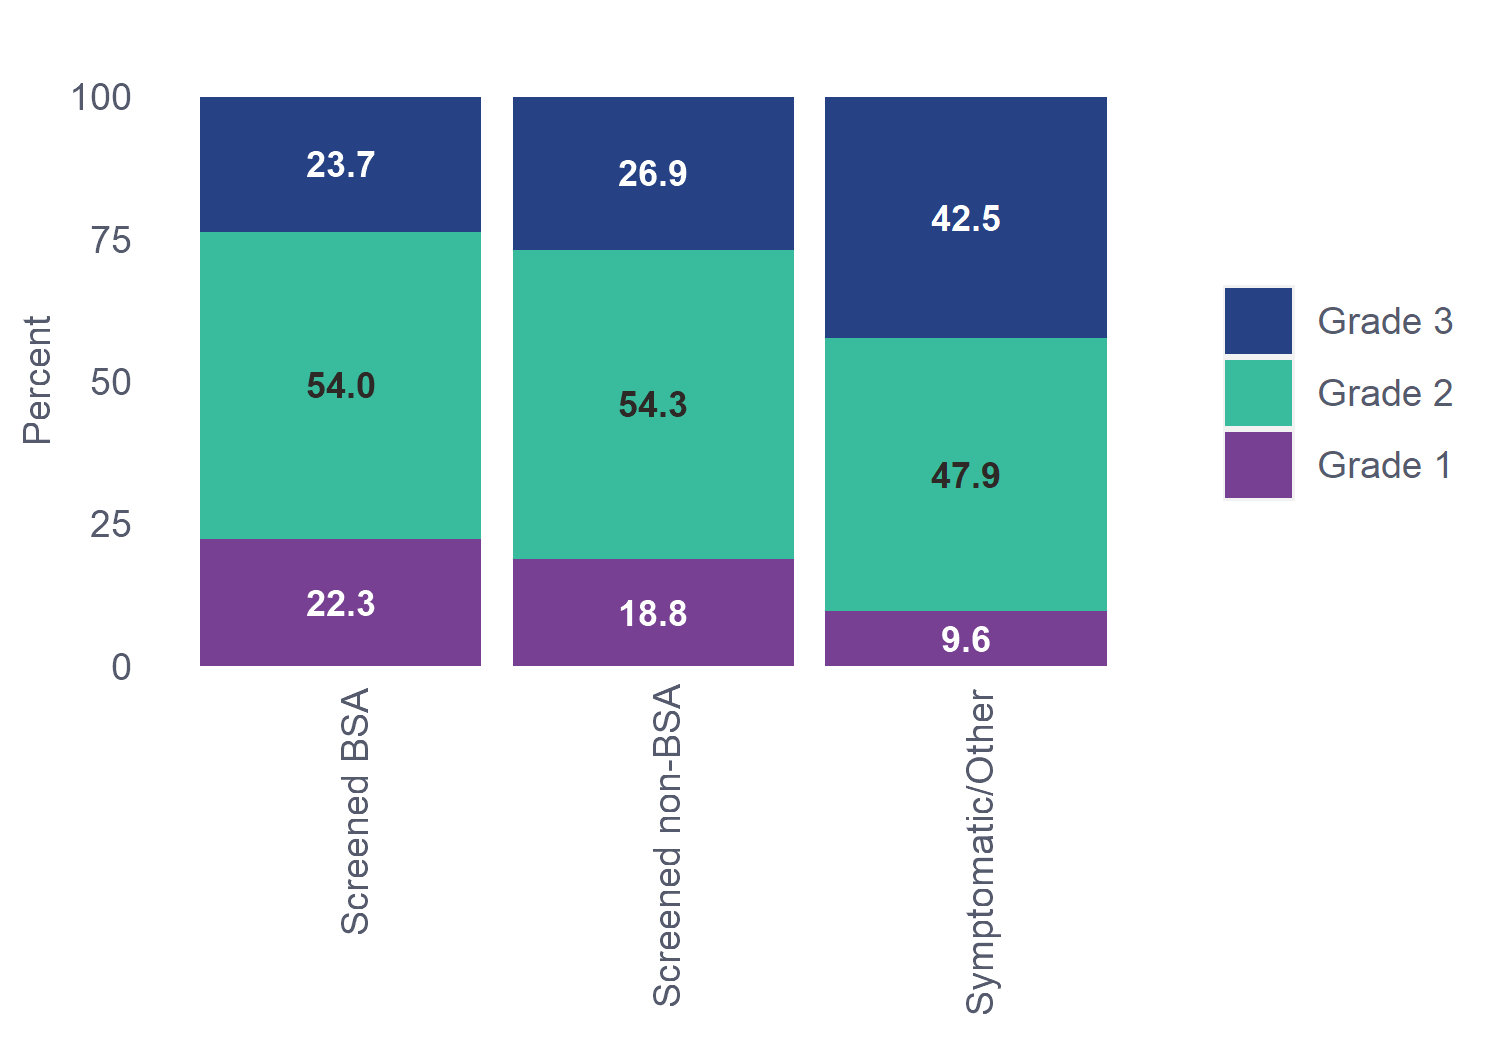 Percent
100
75
50
25
0
23.7
54.0
22.3
26.9
54.3
18.8
42.5
47.9
9.6
Screened BSA
Screened non-BSA
Symptomatic/Other
Grade 3
Grade 2
Grade 1